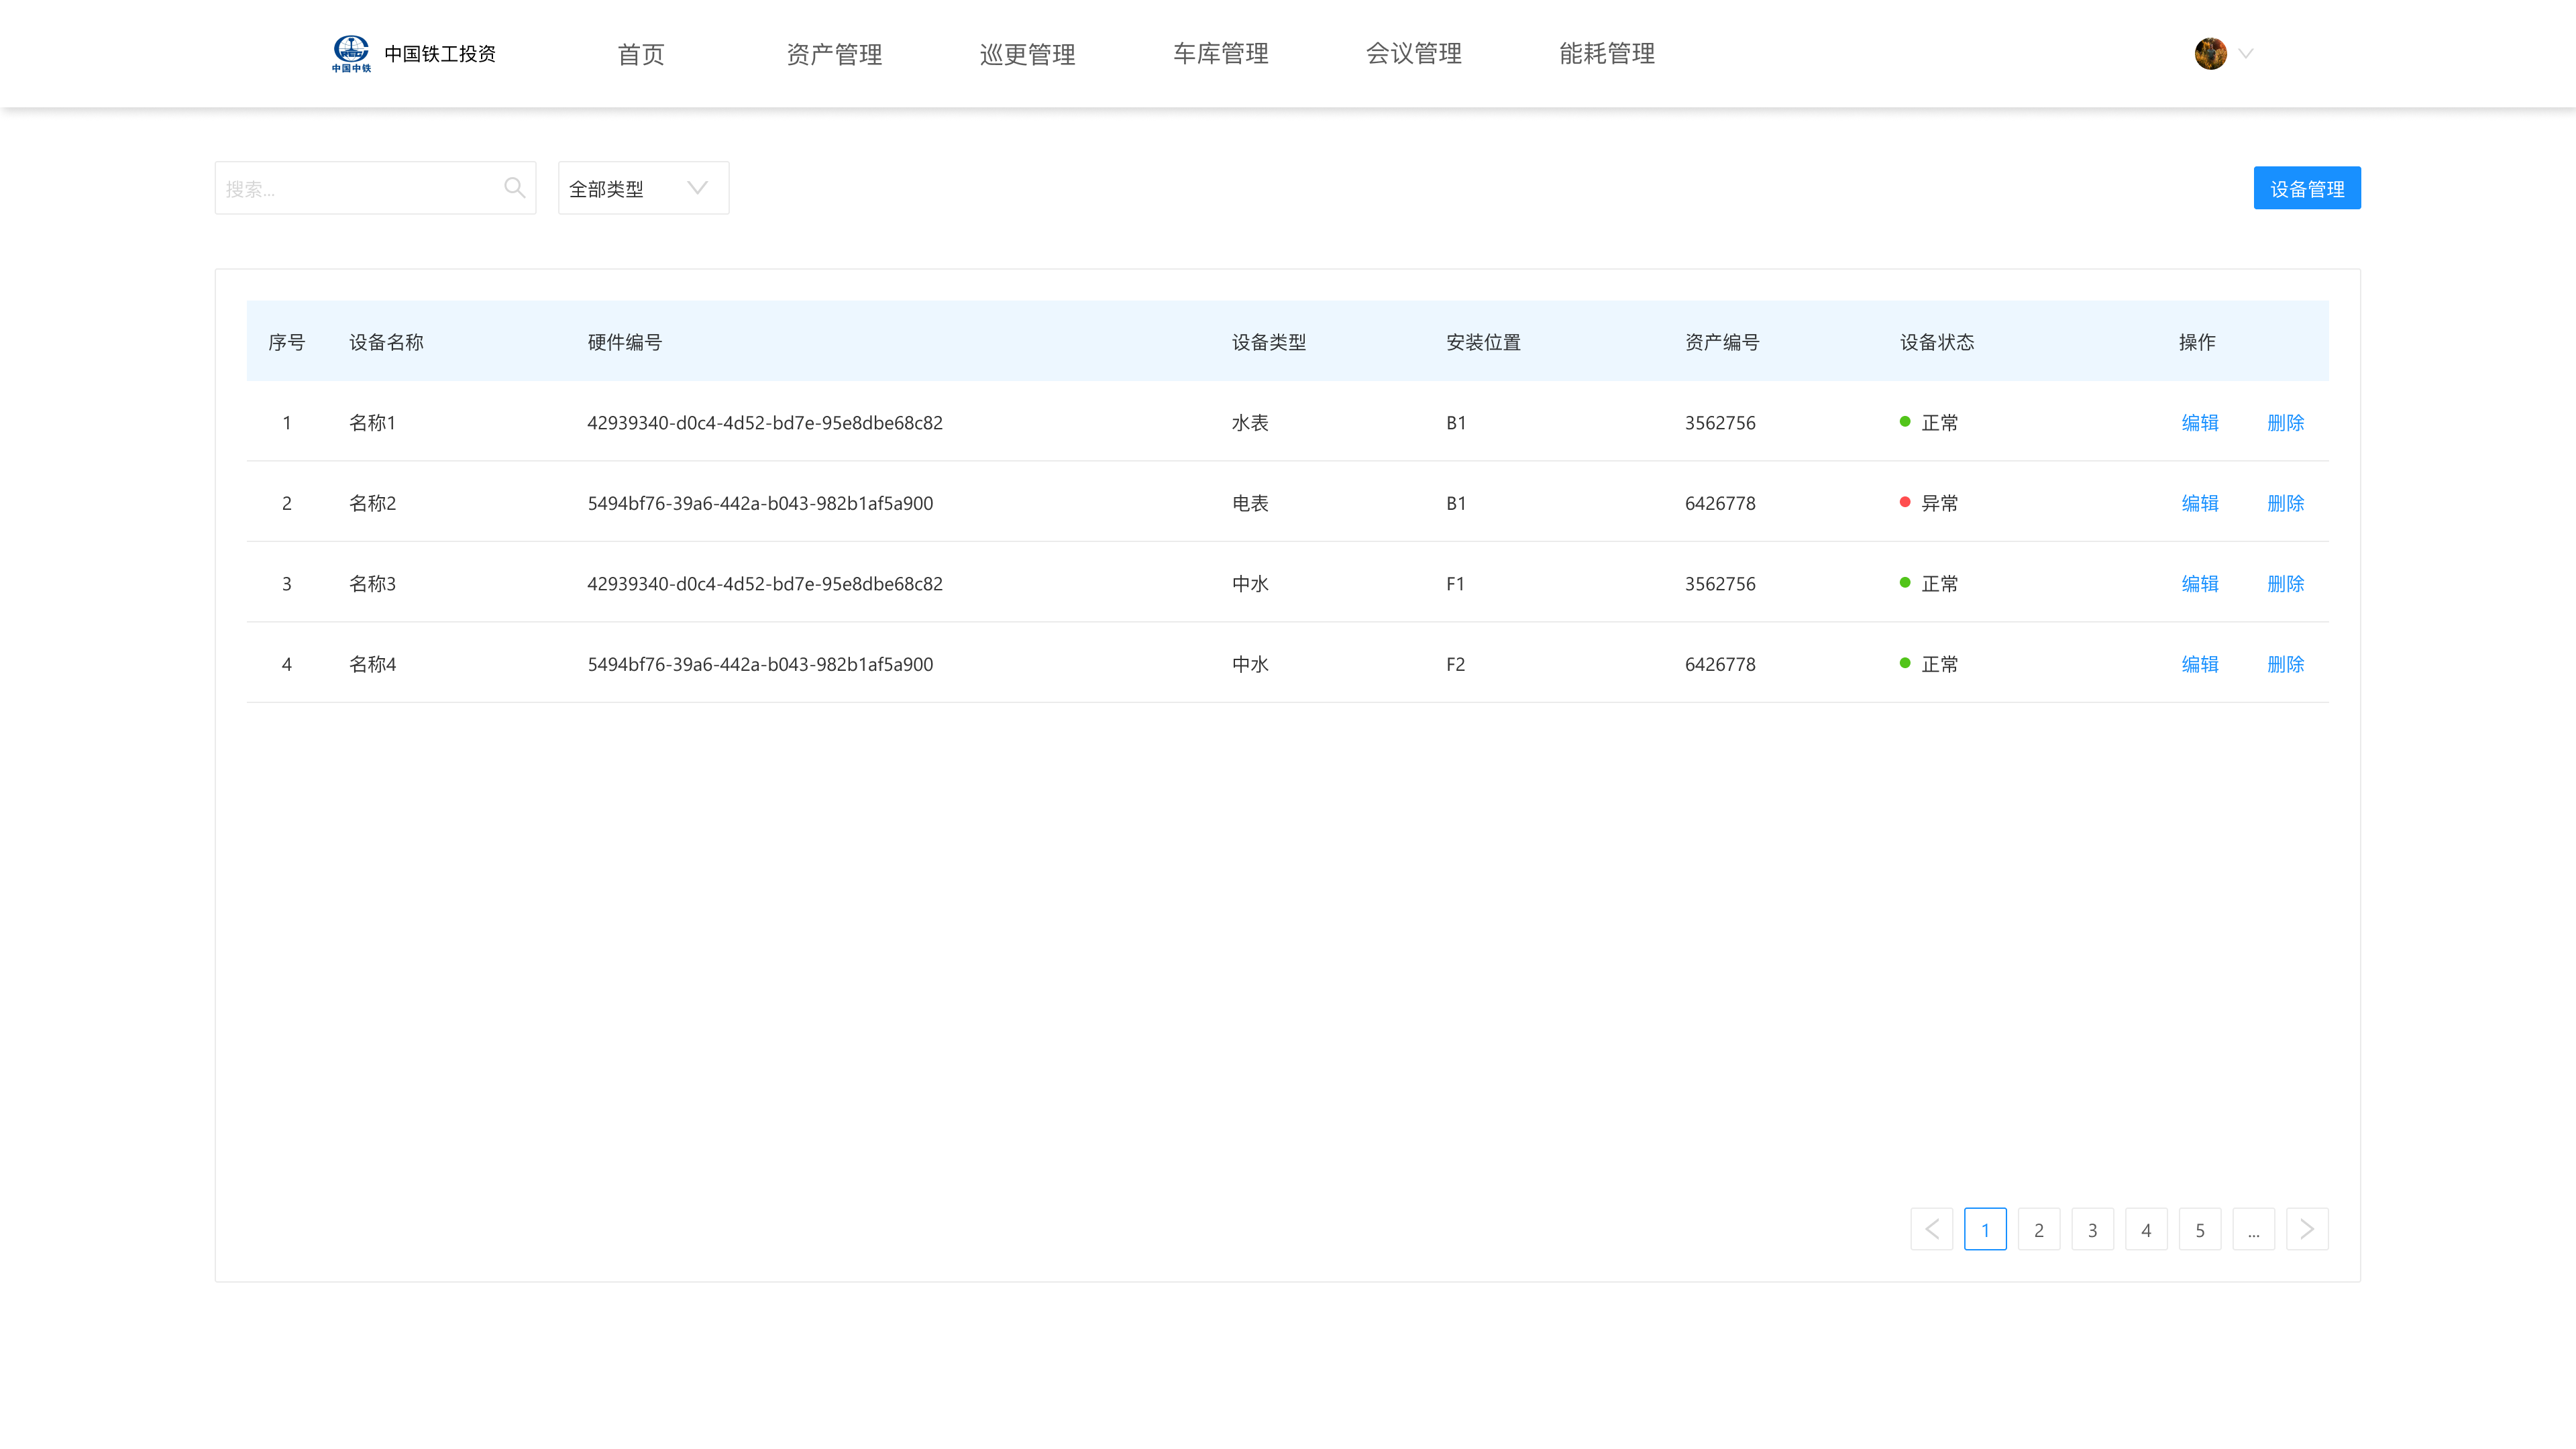 中国中铁 中国铁工投资 首页 资产管理 巡更管理 车库管理 会议管理 能耗管理
搜索... 全部类型 设备管理
序号 设备名称 硬件编号 设备类型 安装位置 资产编号 设备状态 操作
1 名称1 42939340-d0c4-4d52-bd7e-95e8dbe68c82 水表 B1 3562756 正常 编辑 删除
2 名称2 5494bf76-39a6-442a-b043-982b1af5a900 电表 B1 6426778 异常 编辑 删除
3 名称3 42939340-d0c4-4d52-bd7e-95e8dbe68c82 中水 F1 3562756 正常 编辑 删除
4 名称4 5494bf76-39a6-442a-b043-982b1af5a900 中水 F2 6426778 正常 编辑 删除
1 2 3 4 5 ...